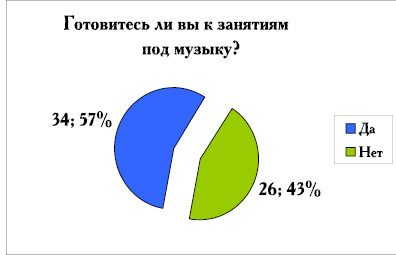 Готовитесь ли вы к занятиям
под музыку?
34; 57%
26; 43%
Да
Нет